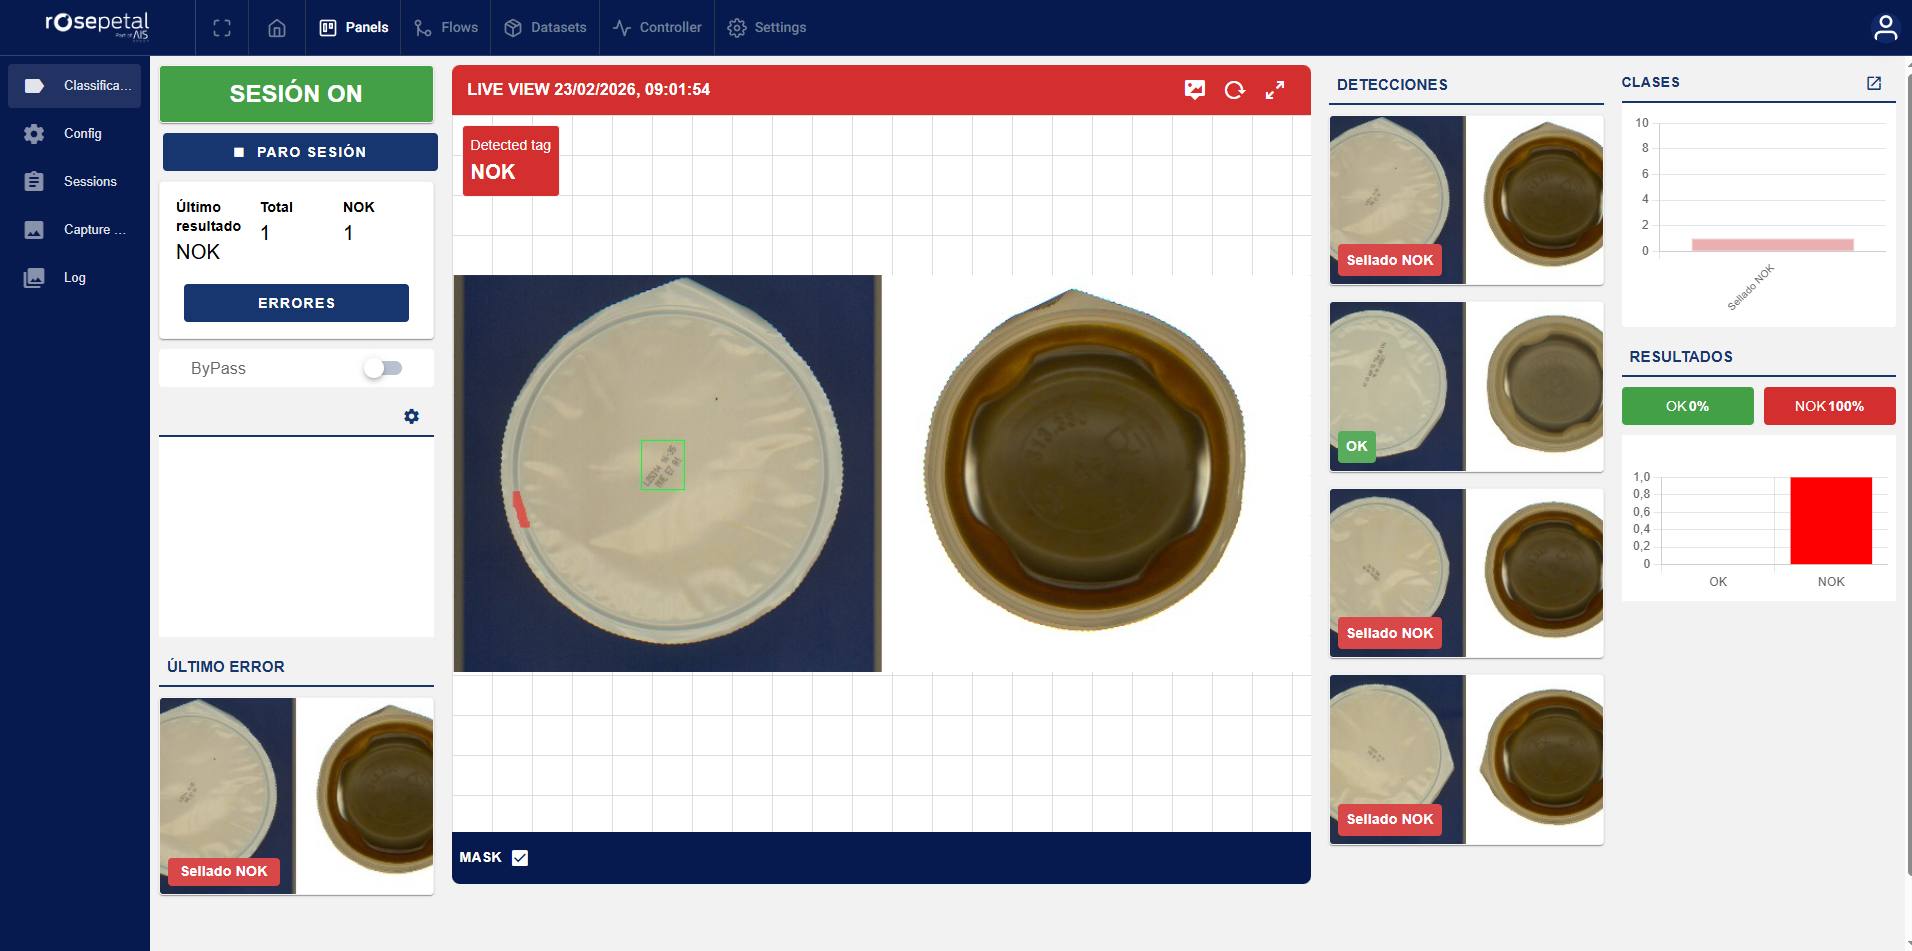 rosepetal
Part of AIS
Panels
Flows
Datasets
Controller
Settings
Classifica...
Config
Sessions
Capture ...
Log
SESIÓN ON
PARO SESIÓN
Último resultado
NOK
Total
1
NOK
1
ERRORES
ByPass
ÚLTIMO ERROR
Sellado NOK
LIVE VIEW 23/02/2026, 09:01:54
Detected tag
NOK
MASK
DETECCIONES
Sellado NOK
OK
Sellado NOK
Sellado NOK
CLASES
10
8
6
4
2
0
Sellado NOK
RESULTADOS
OK 0%
NOK 100%
1,0
0,8
0,6
0,4
0,2
0
OK
NOK